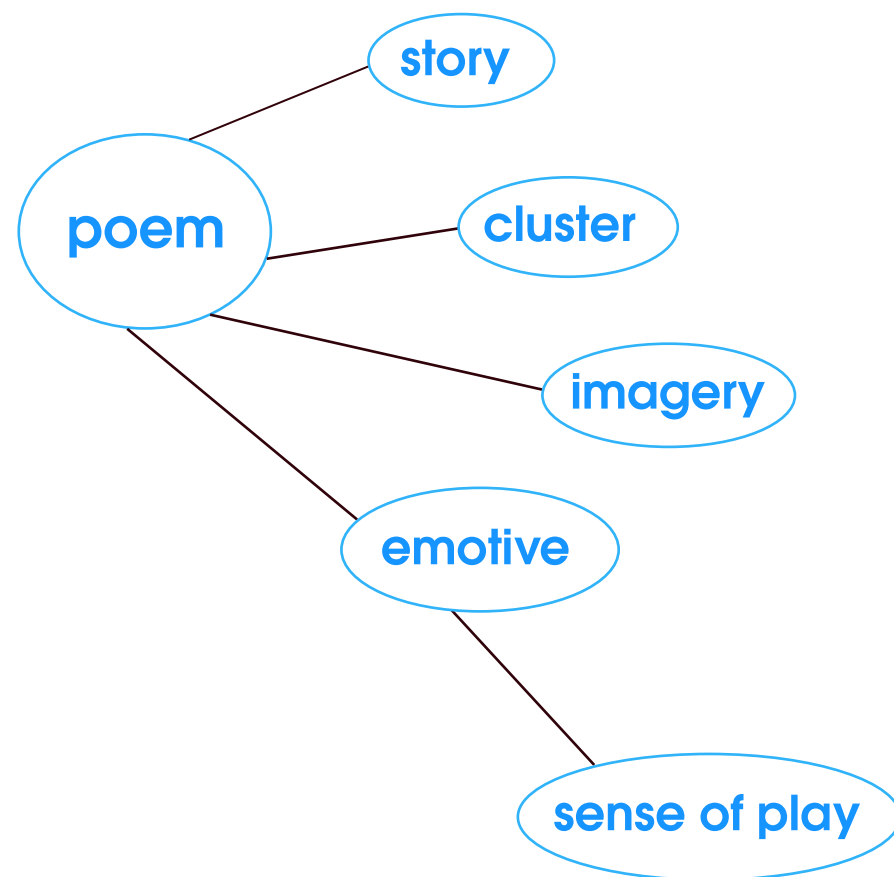 story
poem
cluster
imagery
emotive
sense of play